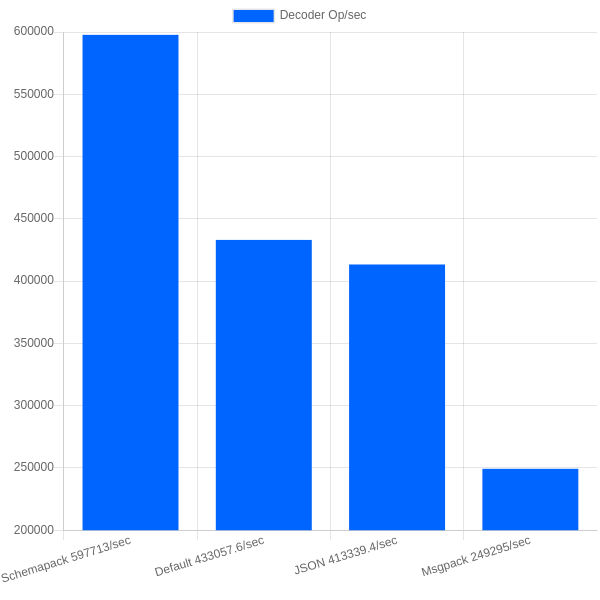 Decoder Op/sec
600000
550000
500000
450000
400000
350000
300000
250000
200000
Schemapack 597713/sec
Default 433057.6/sec
JSON 413339.4/sec
Msgpack 249295/sec